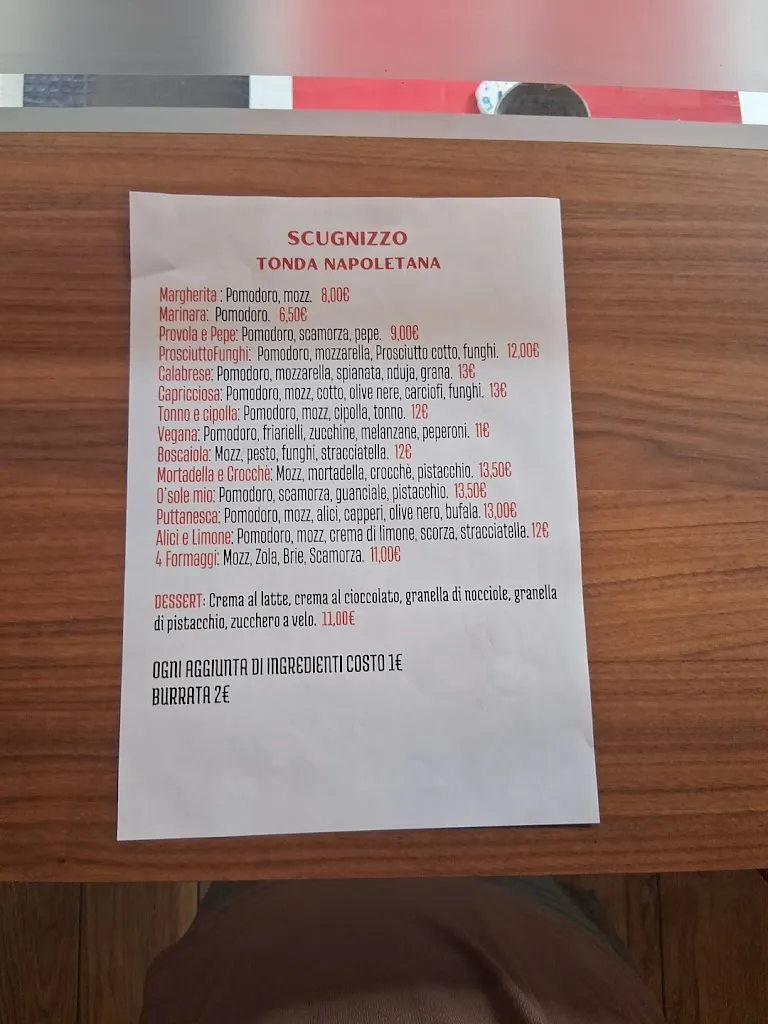 SCUGNIZZO
TONDA NAPOLETANA
Margherita : Pomodoro, mozz. 8,00€
Marinara: Pomodoro. 6,50€
Provola e Pepe: Pomodoro, scamorza, pepe. 9,00€
ProsciuttoFunghi: Pomodoro, mozzarella, Prosciutto cotto, funghi. 12,00€
Calabrese: Pomodoro, mozzarella, spianata, nduja, grana. 13€
Capricciosa: Pomodoro, mozz, cotto, olive nere, carciofi, funghi. 13€
Tonno e cipolla: Pomodoro, mozz, cipolla, tonno. 12€
Vegana: Pomodoro, friarielli, zucchine, melanzane, peperoni. 11€
Boscaiola: Mozz, pesto, funghi, stracciatella. 12€
Mortadella e Crocchè: Mozz, mortadella, crocchè, pistacchio. 13,50€
O'sole mio: Pomodoro, scamorza, guanciale, pistacchio. 13,50€
Puttanesca: Pomodoro, mozz, alici, capperi, olive nero, bufala. 13,00€
Alici e Limone: Pomodoro, mozz, crema di limone, scorza, stracciatella. 12€
4 Formaggi: Mozz, Zola, Brie, Scamorza. 11,00€
DESSERT: Crema al latte, crema al cioccolato, granella di nocciole, granella
di pistacchio, zucchero a velo. 11,00€
OGNI AGGIUNTA DI INGREDIENTI COSTO 1€
BURRATA 2€